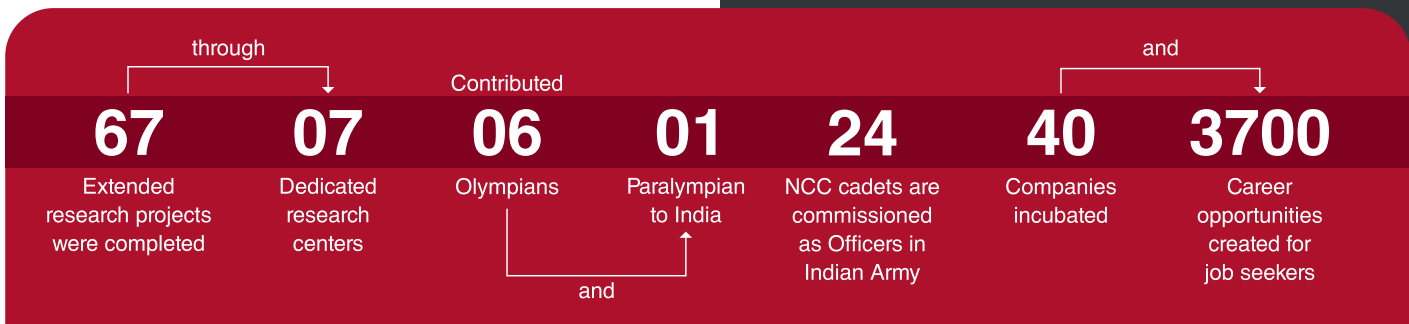 through
67
Extended
research projects
were completed
07
Dedicated
research
centers
Contributed
06
Olympians
and
01
Paralympian
to India
24
NCC cadets are
commissioned
as Officers in
Indian Army
40
Companies
incubated
and
3700
Career
opportunities
created for
job seekers